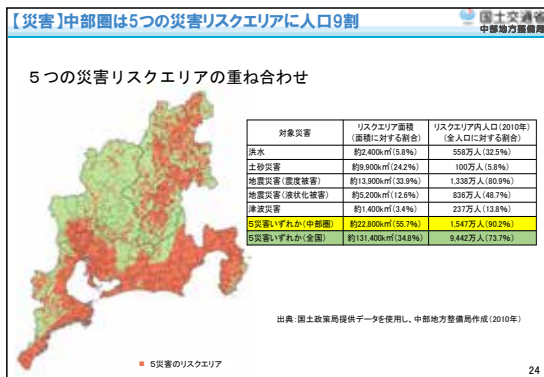 【災害】中部圏は5つの災害リスクエリアに人口9割
国土交通省
中部地方整備局
５つの災害リスクエリアの重ね合わせ
対象災害 リスクエリア面積 (面積に対する割合) リスクエリア内人口(2010年) (全人口に対する割合)
洪水 約2,400k㎡(5.8%) 558万人(32.5%)
土砂災害 約9,900k㎡(24.2%) 100万人(5.8%)
地震災害(震度被害) 約13,900k㎡(33.9%) 1,338万人(80.9%)
地震災害(液状化被害) 約5,200k㎡(12.6%) 836万人(48.7%)
津波災害 約1,400k㎡(3.4%) 237万人(13.8%)
5災害いずれか(中部圏) 約22,800k㎡(55.7%) 1,547万人(90.2%)
5災害いずれか(全国) 約131,400k㎡(34.8%) 9,442万人(73.7%)
出典:国土政策局提供データを使用し、中部地方整備局作成(2010年)
5災害のリスクエリア
24